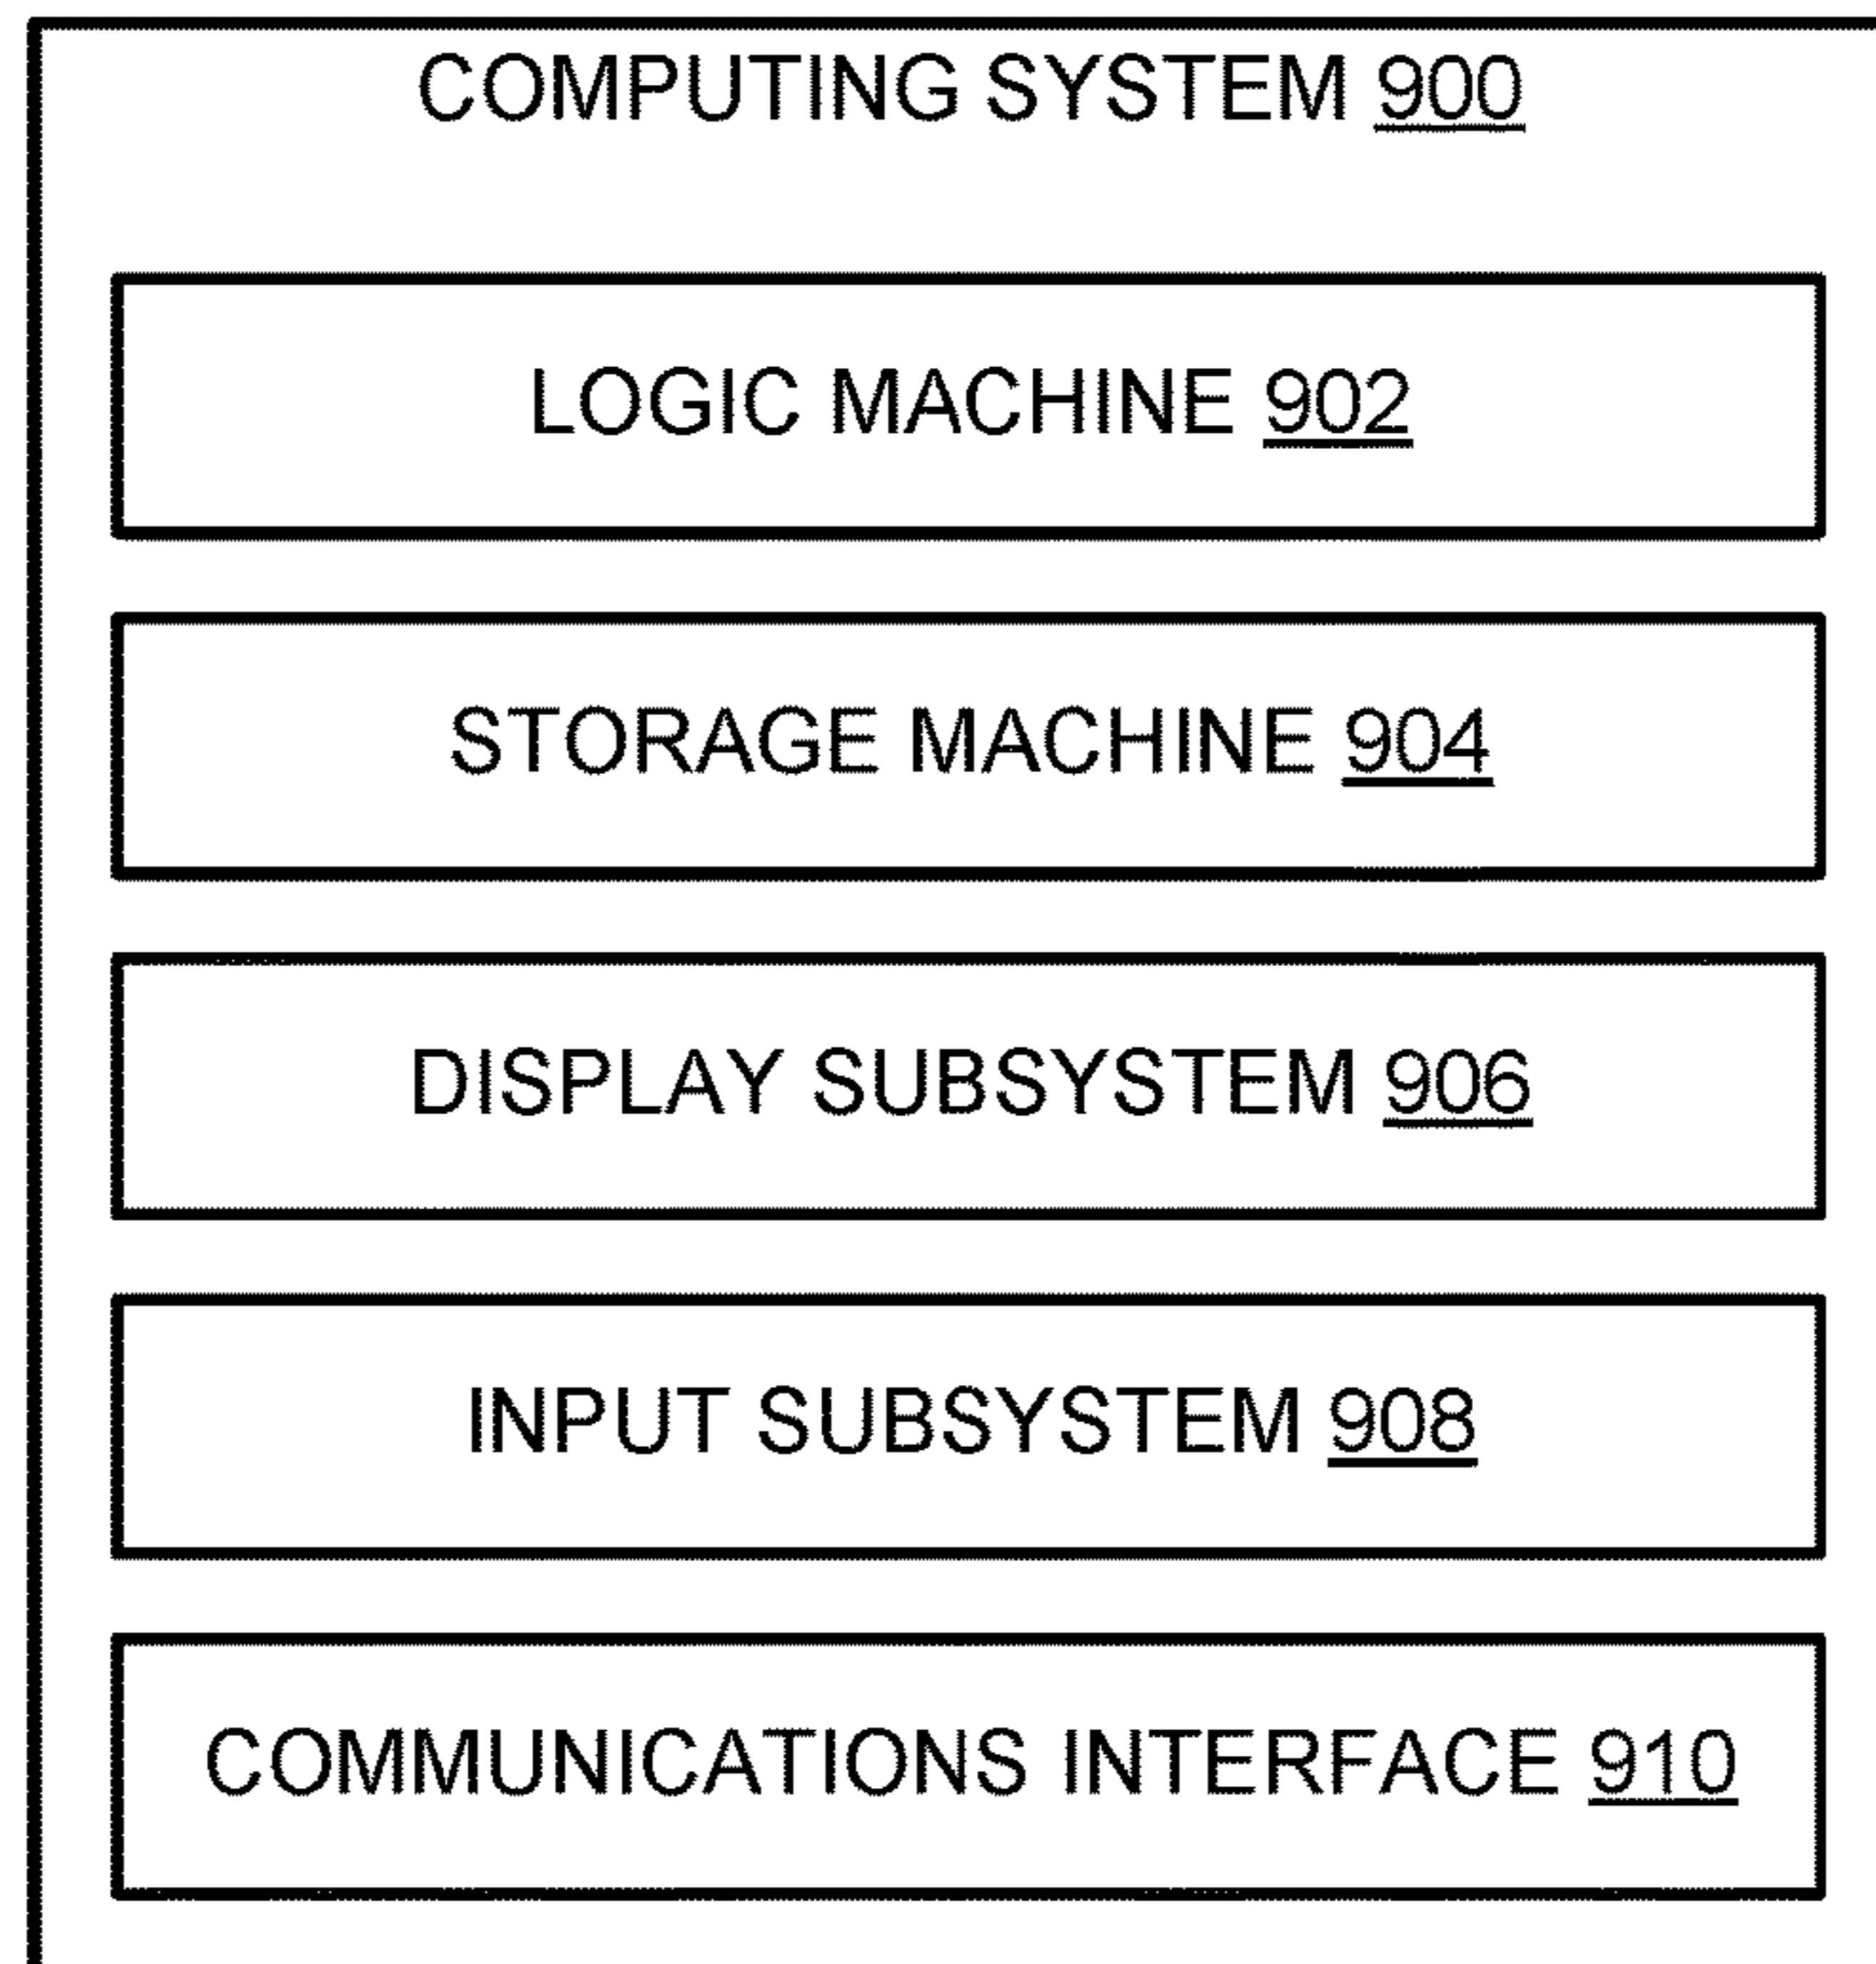 COMPUTING SYSTEM 900
LOGIC MACHINE 902
STORAGE MACHINE 904
DISPLAY SUBSYSTEM 906
INPUT SUBSYSTEM 908
COMMUNICATIONS INTERFACE 910